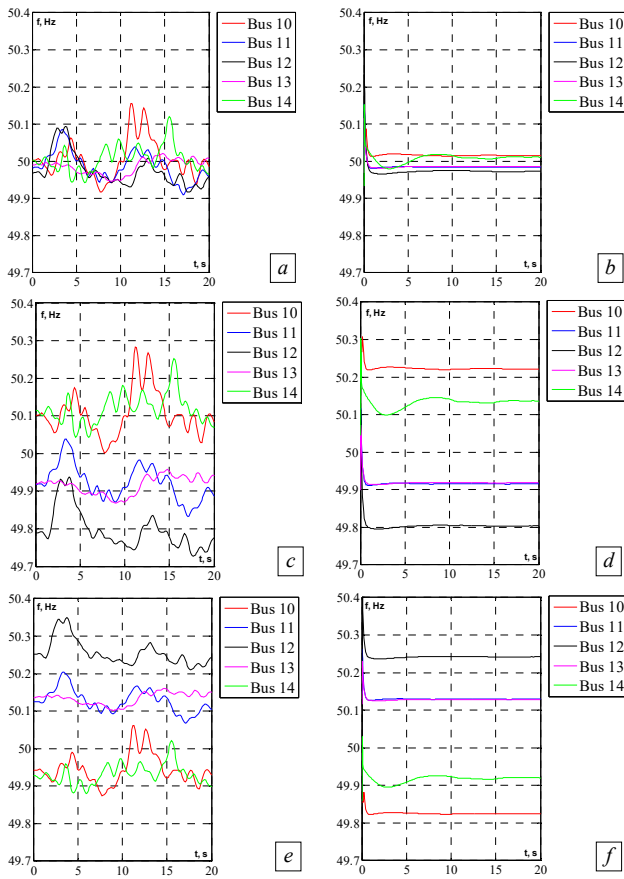 50.4
f, Hz
50.3
50.2
50.1
50
49.9
49.8
49.7
0
5
10
15
20
t, s
Bus 10
Bus 11
Bus 12
Bus 13
Bus 14
a
50.4
f, Hz
50.3
50.2
50.1
50
49.9
49.8
49.7
0
5
10
15
20
t, s
Bus 10
Bus 11
Bus 12
Bus 13
Bus 14
b
50.4
f, Hz
50.3
50.2
50.1
50
49.9
49.8
49.7
0
5
10
15
20
t, s
Bus 10
Bus 11
Bus 12
Bus 13
Bus 14
c
50.4
f, Hz
50.3
50.2
50.1
50
49.9
49.8
49.7
0
5
10
15
20
t, s
Bus 10
Bus 11
Bus 12
Bus 13
Bus 14
d
50.4
f, Hz
50.3
50.2
50.1
50
49.9
49.8
49.7
0
5
10
15
20
t, s
Bus 10
Bus 11
Bus 12
Bus 13
Bus 14
e
50.4
f, Hz
50.3
50.2
50.1
50
49.9
49.8
49.7
0
5
10
15
20
t, s
Bus 10
Bus 11
Bus 12
Bus 13
Bus 14
f